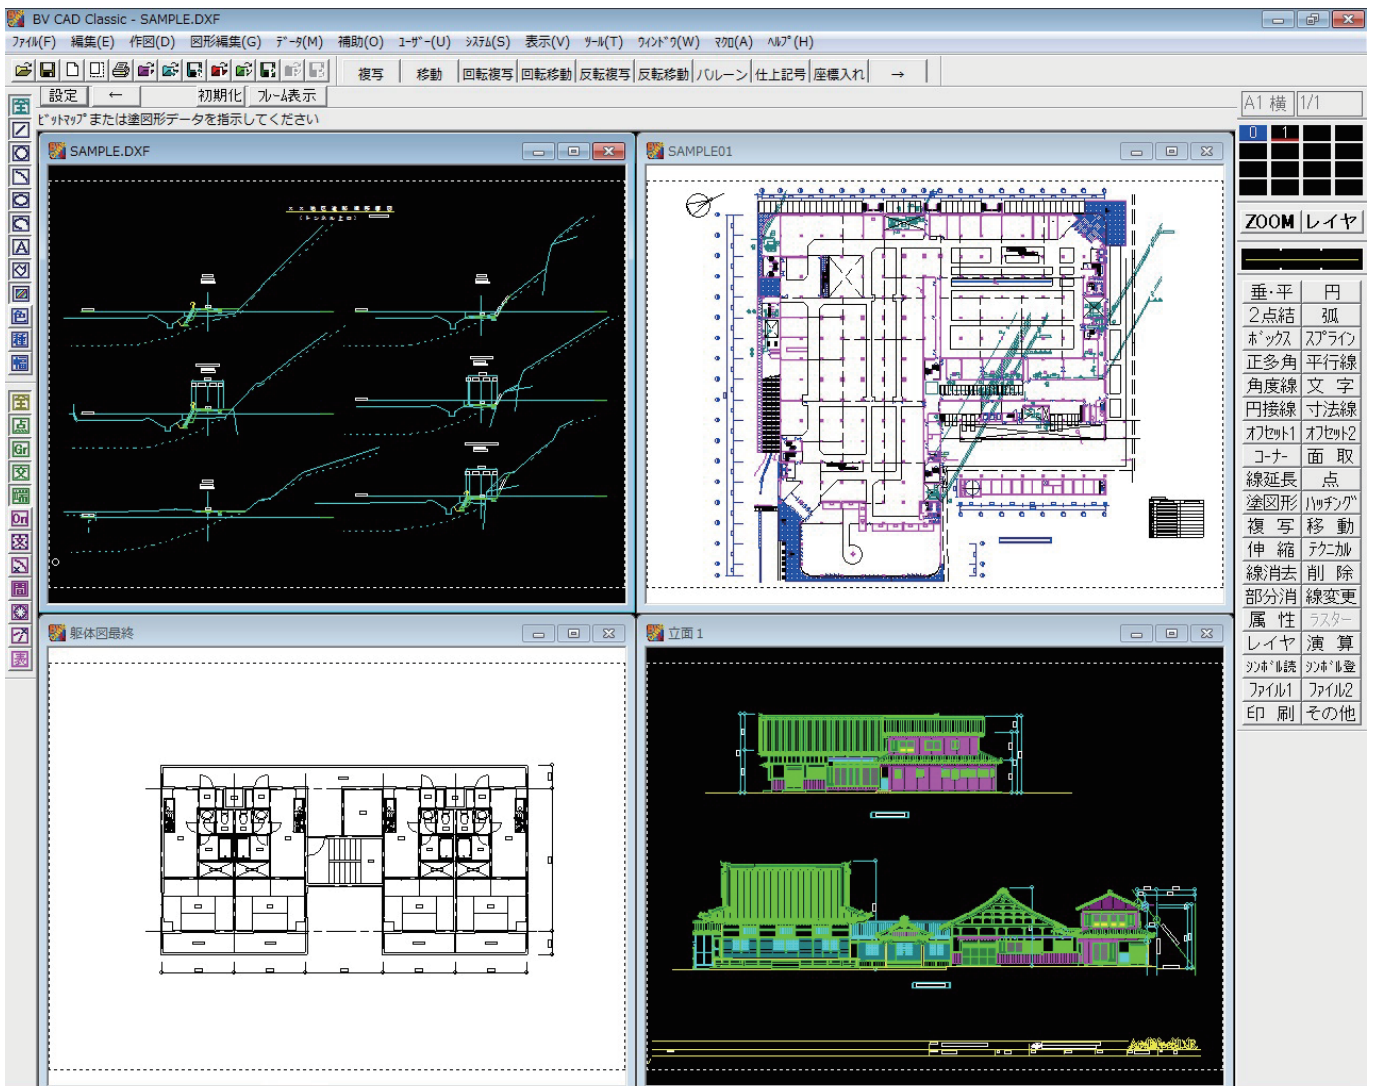 BV CAD Classic - SAMPLE.DXF
ﾌｧｲﾙ(F) 編集(E) 作図(D) 図形編集(G) ﾃﾞｰﾀ(M) 補助(O) ﾕｰｻﾞｰ(U) ｼｽﾃﾑ(S) 表示(V) ﾂｰﾙ(T) ｳｨﾝﾄﾞｳ(W) ﾏｸﾛ(A) ﾍﾙﾌﾟ(H)
複写 移動 回転複写 回転移動 反転複写 反転移動 バルーン 仕上記号 座標入れ →
設定 ← 初期化 ﾌﾚｰﾑ表示
ﾋﾞｯﾄﾏｯﾌﾟまたは塗図形データを指示してください
A1 横 1/1
0 1
ZOOM レイヤ
垂･平 円
2点結 弧
ﾎﾞｯｸｽ ｽﾌﾟﾗｲﾝ
正多角 平行線
角度線 文 字
円接線 寸法線
ｵﾌｾｯﾄ1 ｵﾌｾｯﾄ2
ｺｰﾅｰ 面 取
線延長 点
塗図形 ﾊｯﾁﾝｸﾞ
複 写 移 動
伸 縮 ﾃｸﾆｶﾙ
線消去 削 除
部分消 線変更
属 性 ﾗｽﾀｰ
レイヤ 演 算
ｼﾝﾎﾞﾙ読 ｼﾝﾎﾞﾙ登
ﾌｧｲﾙ1 ﾌｧｲﾙ2
印 刷 その他
全
A
色
種
幅
全
点
Gr
交
On
間
表
SAMPLE.DXF
SAMPLE01
躯体図最終
立面1